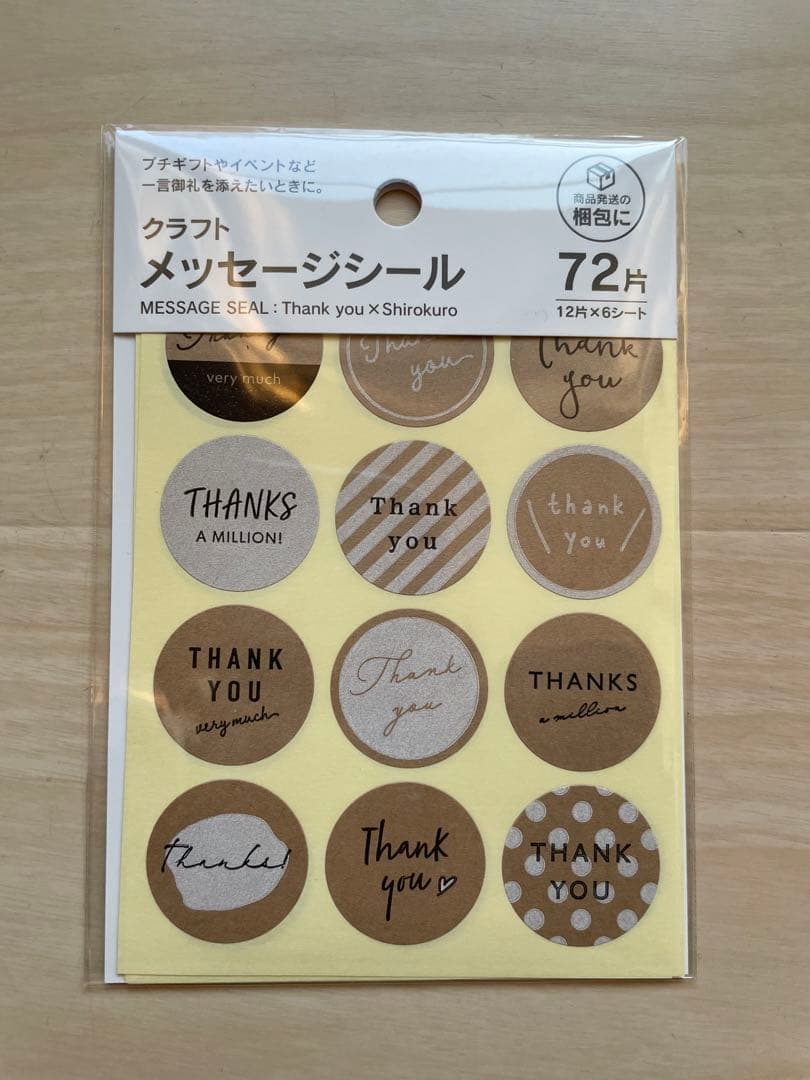 プチギフトやイベントなど
一言御礼を添えたいときに。
商品発送の
梱包に
クラフト
メッセージシール
72片
MESSAGE SEAL : Thank you×Shirokuro
12片×6シート
very much
Thank
you
Thank
you
THANKS
A MILLION!
Thank
you
thank
you
THANK
YOU
very much
Thank
you
THANKS
a million
Thanks!
Thank
you
THANK
YOU